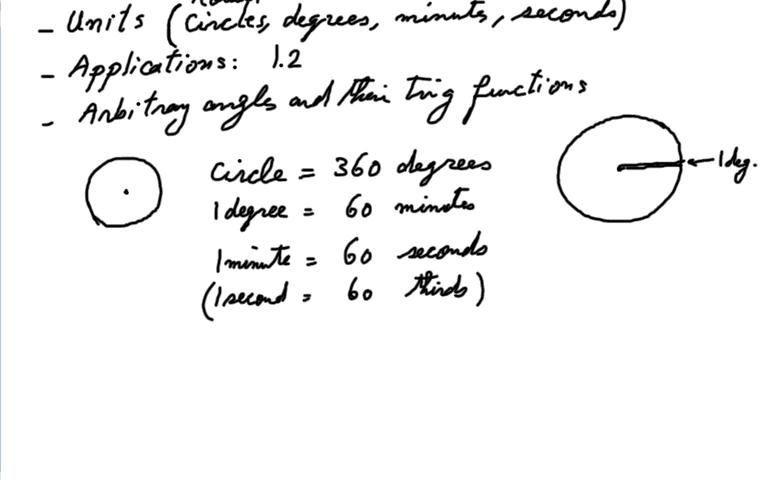 - Units (Circles, degrees, minutes, seconds)
- Applications: 1.2
- Arbitray angles and their trig functions
Circle = 360 degrees
1 degree = 60 minutes
1 minute = 60 seconds
(1 second = 60 thirds)
1 deg.